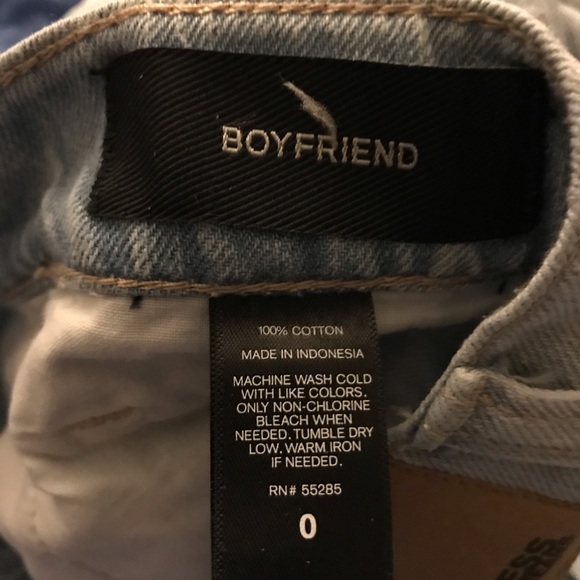 BOYFRIEND
100% COTTON
MADE IN INDONESIA
MACHINE WASH COLD
WITH LIKE COLORS.
ONLY NON-CHLORINE
BLEACH WHEN
NEEDED. TUMBLE DRY
LOW. WARM IRON
IF NEEDED.
RN# 55285
0